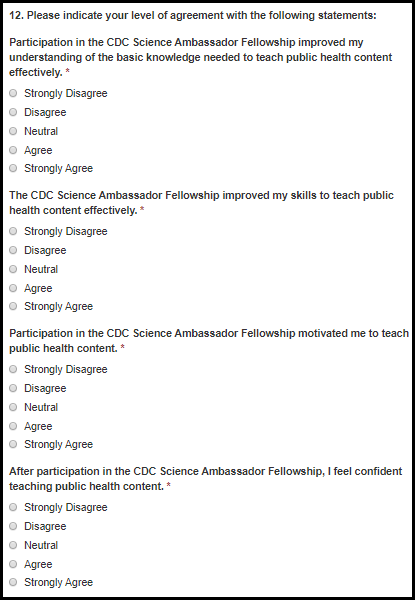 12. Please indicate your level of agreement with the following statements:
Participation in the CDC Science Ambassador Fellowship improved my
understanding of the basic knowledge needed to teach public health content
effectively. *
Strongly Disagree
Disagree
Neutral
Agree
Strongly Agree
The CDC Science Ambassador Fellowship improved my skills to teach public
health content effectively. *
Strongly Disagree
Disagree
Neutral
Agree
Strongly Agree
Participation in the CDC Science Ambassador Fellowship motivated me to teach
public health content. *
Strongly Disagree
Disagree
Neutral
Agree
Strongly Agree
After participation in the CDC Science Ambassador Fellowship, I feel confident
teaching public health content. *
Strongly Disagree
Disagree
Neutral
Agree
Strongly Agree